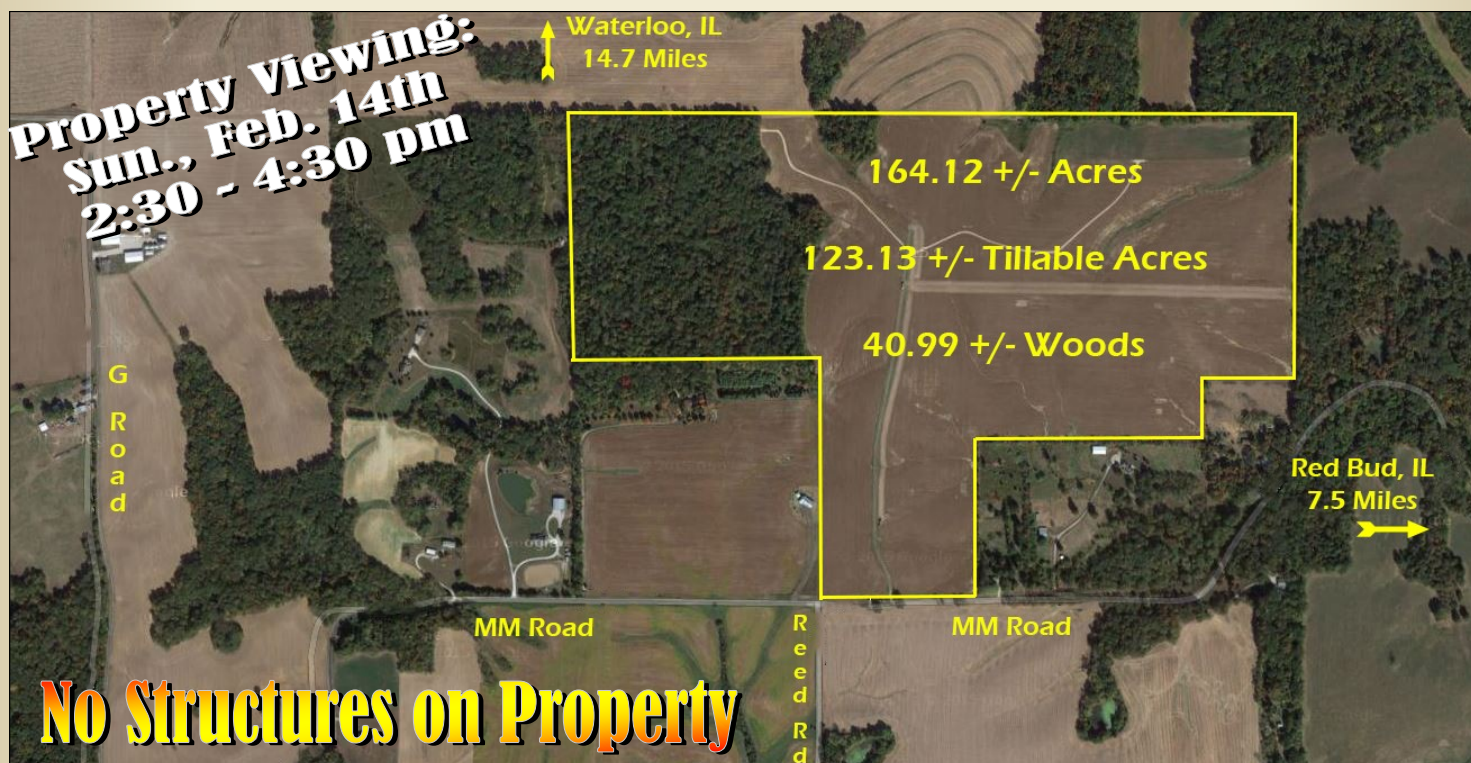 Property Viewing:
Sun., Feb. 14th
2:30 - 4:30 pm
Waterloo, IL
14.7 Miles
164.12 +/- Acres
123.13 +/- Tillable Acres
40.99 +/- Woods
G Road
Red Bud, IL
7.5 Miles
MM Road
Reed Rd
MM Road
No Structures on Property